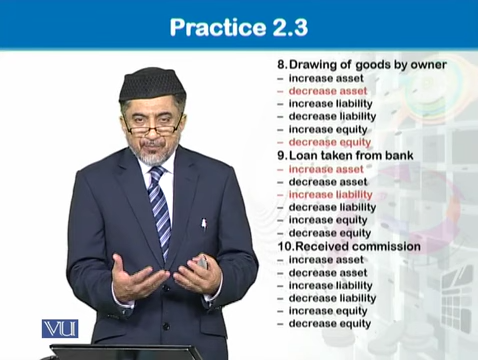 Practice 2.3
8.Drawing of goods by owner
– increase asset
– decrease asset
– increase liability
– decrease liability
– increase equity
– decrease equity
9.Loan taken from bank
– increase asset
– decrease asset
– increase liability
– decrease liability
– increase equity
– decrease equity
10.Received commission
– increase asset
– decrease asset
– increase liability
– decrease liability
– increase equity
– decrease equity
VU